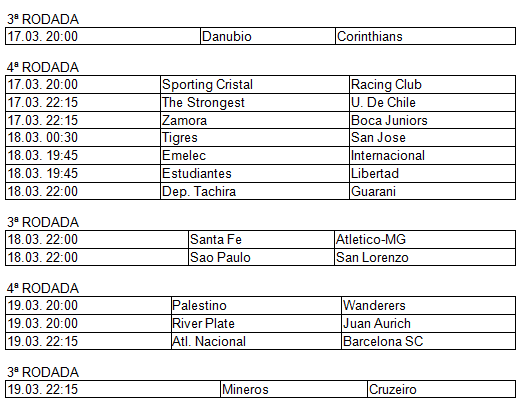 3ª RODADA
17.03. 20:00 Danubio Corinthians
4ª RODADA
17.03. 20:00 Sporting Cristal Racing Club
17.03. 22:15 The Strongest U. De Chile
17.03. 22:15 Zamora Boca Juniors
18.03. 00:30 Tigres San Jose
18.03. 19:45 Emelec Internacional
18.03. 19:45 Estudiantes Libertad
18.03. 22:00 Dep. Tachira Guarani
3ª RODADA
18.03. 22:00 Santa Fe Atletico-MG
18.03. 22:00 Sao Paulo San Lorenzo
4ª RODADA
19.03. 20:00 Palestino Wanderers
19.03. 20:00 River Plate Juan Aurich
19.03. 22:15 Atl. Nacional Barcelona SC
3ª RODADA
19.03. 22:15 Mineros Cruzeiro